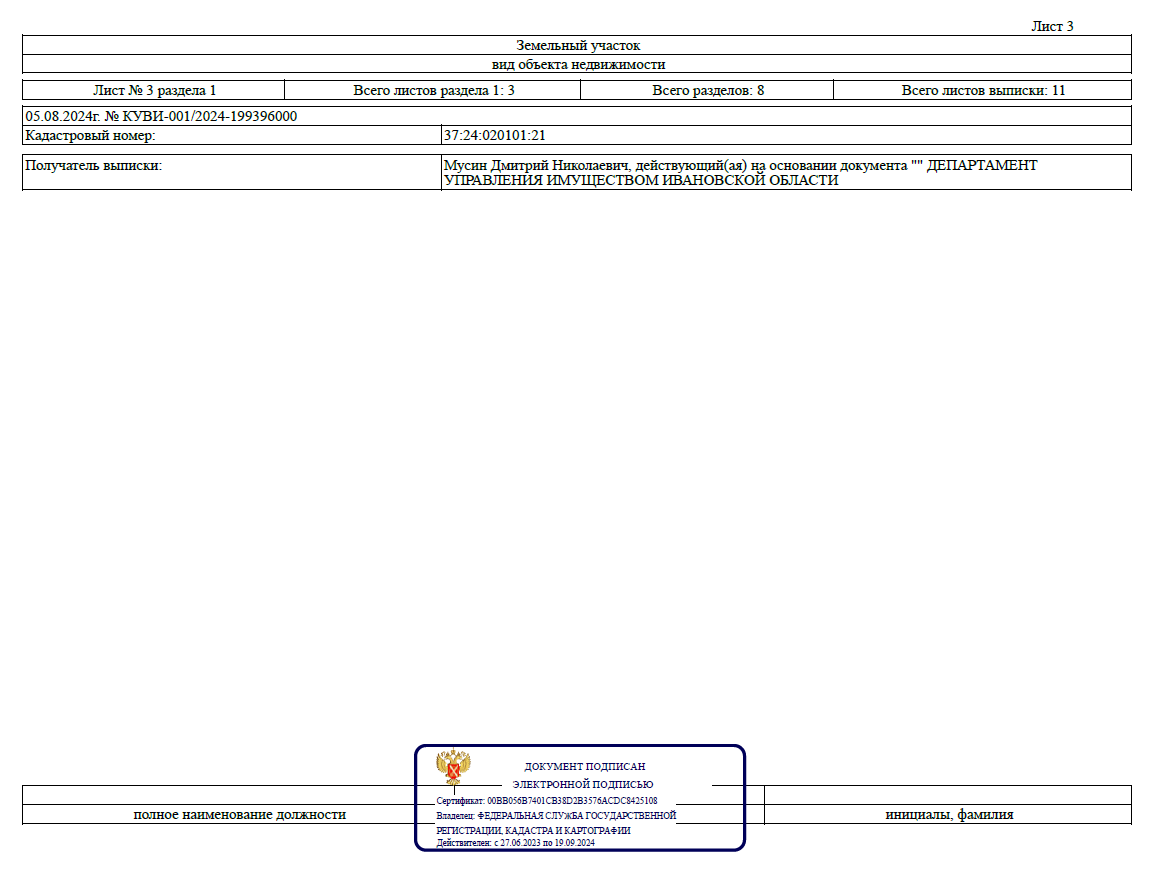 Лист 3
Земельный участок
вид объекта недвижимости
Лист № 3 раздела 1 Всего листов раздела 1: 3 Всего разделов: 8 Всего листов выписки: 11
05.08.2024г. № КУВИ-001/2024-199396000
Кадастровый номер: 37:24:020101:21
Получатель выписки: Мусин Дмитрий Николаевич, действующий(ая) на основании документа "" ДЕПАРТАМЕНТ
УПРАВЛЕНИЯ ИМУЩЕСТВОМ ИВАНОВСКОЙ ОБЛАСТИ
ДОКУМЕНТ ПОДПИСАН
ЭЛЕКТРОННОЙ ПОДПИСЬЮ
Сертификат: 00BB056B7401CB38D2B3576ACDC8425108
Владелец: ФЕДЕРАЛЬНАЯ СЛУЖБА ГОСУДАРСТВЕННОЙ
РЕГИСТРАЦИИ, КАДАСТРА И КАРТОГРАФИИ
Действителен: с 27.06.2023 по 19.09.2024
полное наименование должности инициалы, фамилия